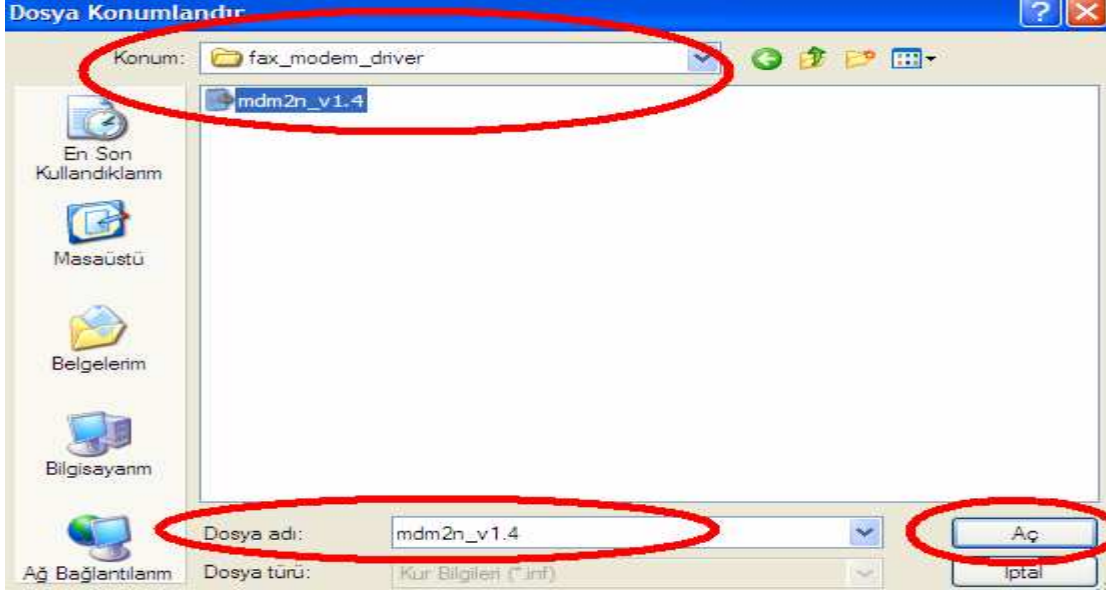 Dosya Konumlandır
Konum:
fax_modem_driver
mdm2n_v1.4
En Son
Kullandıklarım
Masaüstü
Belgelerim
Bilgisayarım
Ağ Bağlantılarım
Dosya adı:
mdm2n_v1.4
Aç
Dosya türü:
Kur Bilgileri (*.inf)
İptal